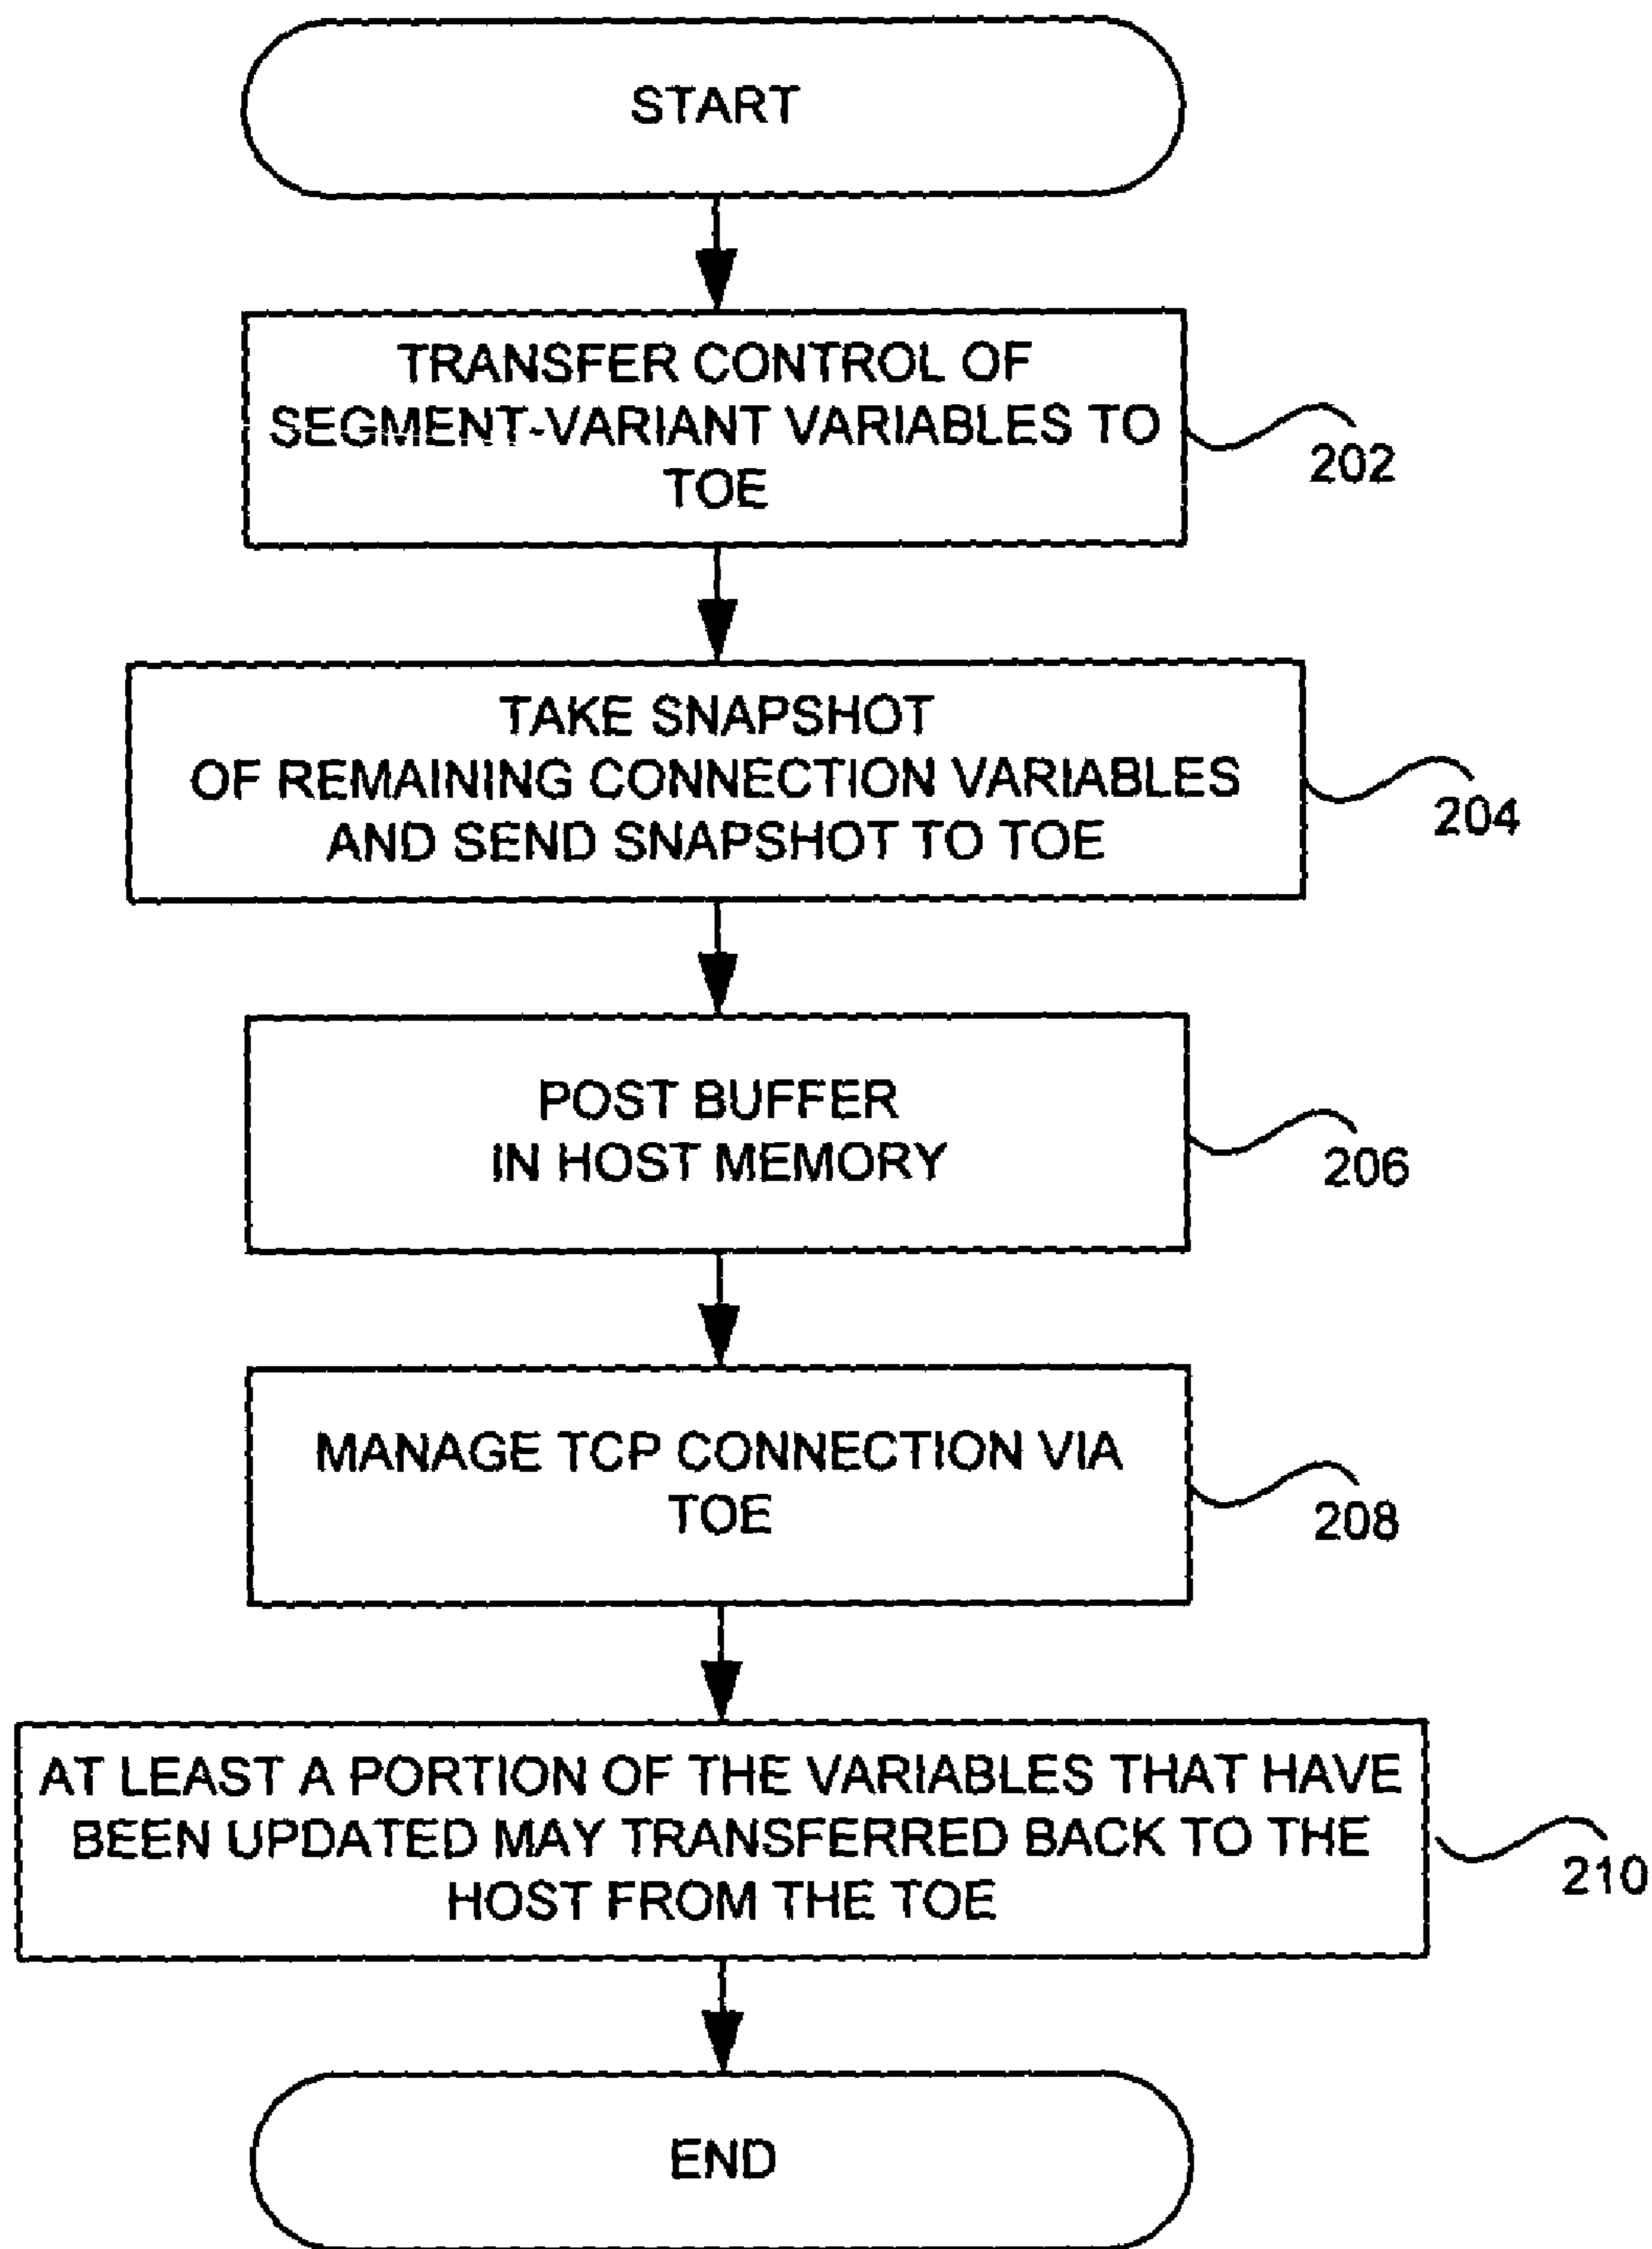 START
TRANSFER CONTROL OF
SEGMENT-VARIANT VARIABLES TO
TOE
202
TAKE SNAPSHOT
OF REMAINING CONNECTION VARIABLES
AND SEND SNAPSHOT TO TOE
204
POST BUFFER
IN HOST MEMORY
206
MANAGE TCP CONNECTION VIA
TOE
208
AT LEAST A PORTION OF THE VARIABLES THAT HAVE
BEEN UPDATED MAY TRANSFERRED BACK TO THE
HOST FROM THE TOE
210
END